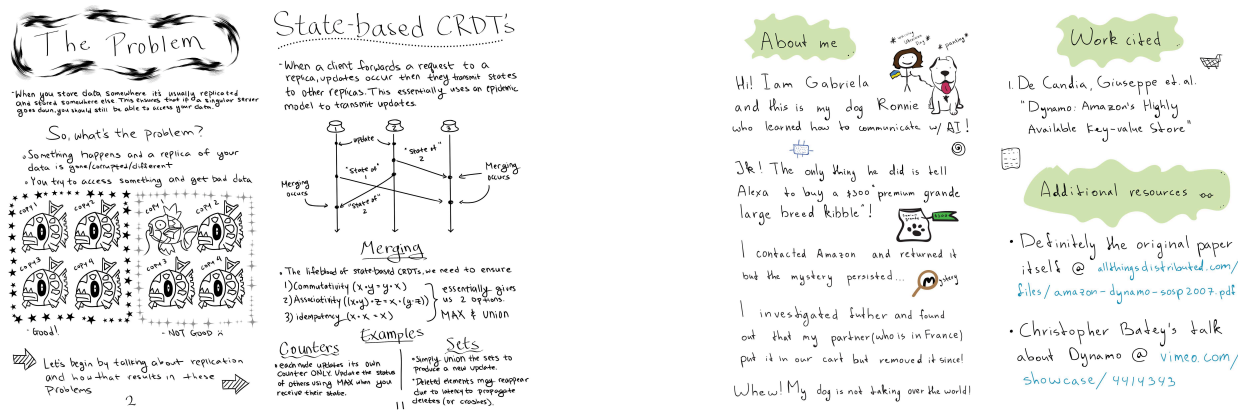 The Problem
"When you store data somewhere it's usually replicated
and stored somewhere else. This ensures that if a singular server
goes down, you should still be able to access your data."
So, what's the problem?
Something happens and a replica of your
data is gone/corrupted/different
You try to access something and get bad data
COPY 1
COPY 2
COPY 3
COPY 4
COPY 1
COPY 2
COPY 3
COPY 4
- Good!
- NOT GOOD
Let's begin by talking about replication
and how that results in these
Problems
2
State-based CRDT's
- When a client forwards a request to a
replica, updates occur then they transmit states
to other replicas. This essentially uses an epidemic
model to transmit updates.
1
2
3
update
"State of"
2
"State of"
1
"State of"
2
Merging
occurs
Merging
occurs
Merging
• The lifeblood of state-based CRDTs, we need to ensure
1) Commutativity (x·y = y·x)
2) Associativity ((x·y)·z = x·(y·z))
3) idempotency (x·x = x)
essentially gives
us 2 options.
MAX & UNION
Examples
Counters
• each node updates its own
counter ONLY. Update the status
of others using MAX when you
receive their state.
Sets
• Simply union the sets to
produce a new update.
• Deleted elements may reappear
due to latency to propagate
deletes (or crashes).
11
About me
* waving Ukrainian flag *
* panting *
Hi! I am Gabriela
and this is my dog Ronnie
who learned how to communicate w/ AI!
Jk! The only thing he did is tell
Alexa to buy a $300 "premium grande
large breed Kibble"!
I contacted Amazon and returned it
but the mystery persisted...
Mystery
I investigated futher and found
out that my partner (who is in France)
put it in our cart but removed it since!
Whew! My dog is not taking over the world!
Work cited
1. De Candia, Giuseppe et.al.
"Dynamo: Amazon's Highly
Available Key-value Store"
Additional resources
• Definitely the original paper
itself @ allthingsdistributed.com/
files/amazon-dynamo-sosp2007.pdf
• Christopher Batey's talk
about Dynamo @ vimeo.com/
showcase/4414343